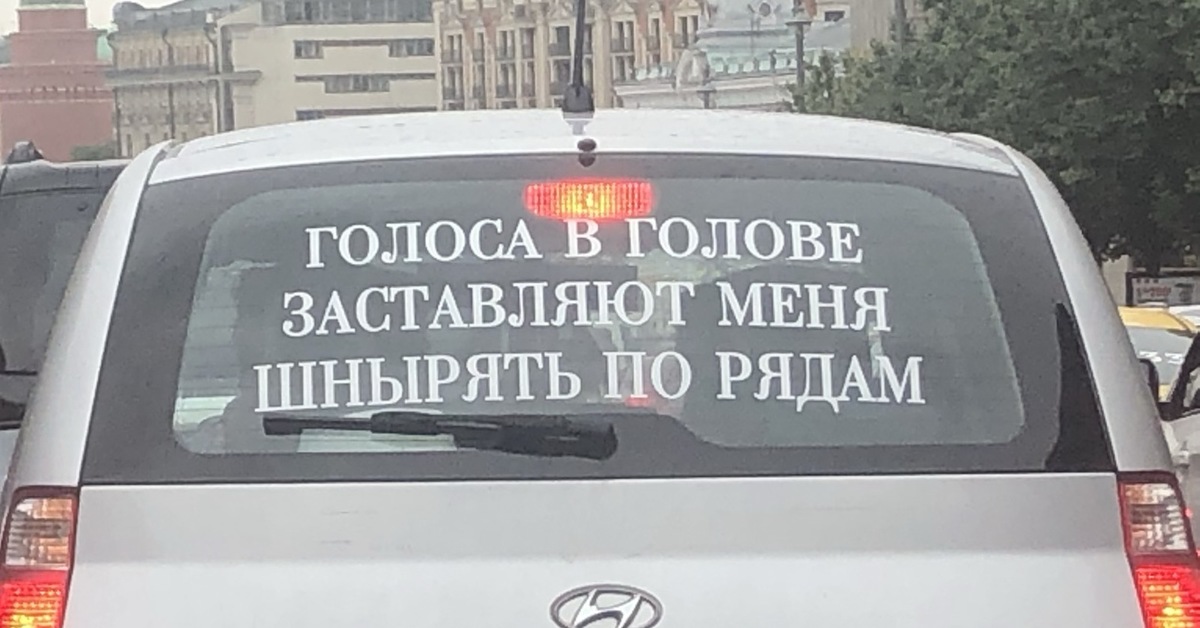 ГОЛОСА В ГОЛОВЕ
ЗАСТАВЛЯЮТ МЕНЯ
ШНЫРЯТЬ ПО РЯДАМ